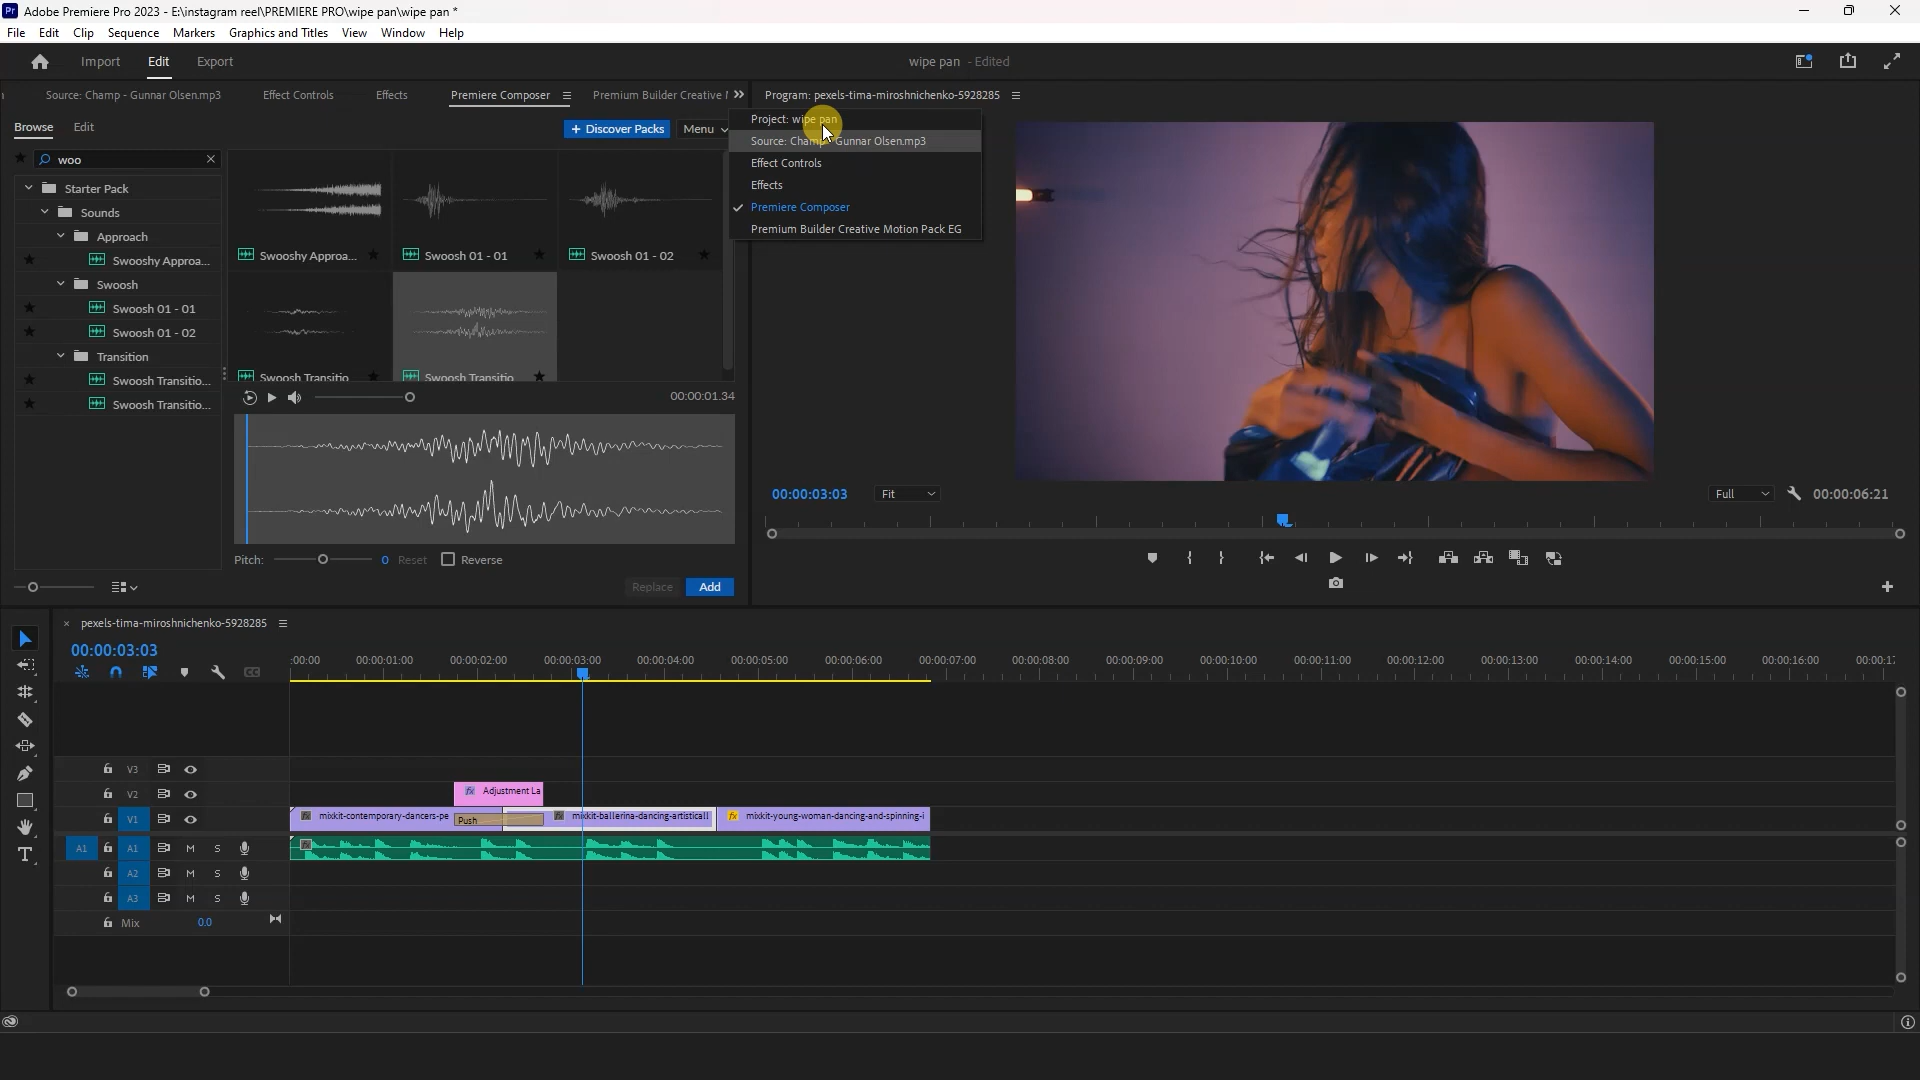 Pr Adobe Premiere Pro 2023 - E:\instagram reel\PREMIERE PRO\wipe pan\wipe pan *
File Edit Clip Sequence Markers Graphics and Titles View Window Help
Import Edit Export wipe pan - Edited
Source: Champ - Gunnar Olsen.mp3 Effect Controls Effects Premiere Composer Premium Builder Creative
Program: pexels-tima-miroshnichenko-5928285
Browse Edit + Discover Packs Menu
Project: wipe pan
Source: Champ - Gunnar Olsen.mp3
Effect Controls
Effects
Premiere Composer
Premium Builder Creative Motion Pack EG
woo
Starter Pack
Sounds
Approach
Swooshy Approa...
Swoosh
Swoosh 01 - 01
Swoosh 01 - 02
Transition
Swoosh Transitio...
Swoosh Transitio...
Swooshy Approa... Swoosh 01 - 01 Swoosh 01 - 02
Swoosh Transitio Swoosh Transitio
00:00:01.34
Pitch: 0 Reset Reverse
Replace Add
00:00:03:03 Fit Full 00:00:06:21
pexels-tima-miroshnichenko-5928285
00:00:03:03
:00:00 00:00:01:00 00:00:02:00 00:00:03:00 00:00:04:00 00:00:05:00 00:00:06:00 00:00:07:00 00:00:08:00 00:00:09:00 00:00:10:00 00:00:11:00 00:00:12:00 00:00:13:00 00:00:14:00 00:00:15:00 00:00:16:00 00:00:17
CC
V3
V2 fx Adjustment La
V1 fx mixkit-contemporary-dancers-pe Push fx mixkit-ballerina-dancing-artisticall fx mixkit-young-woman-dancing-and-spinning-i
A1 A1 M S
A2 M S
A3 M S
Mix 0.0